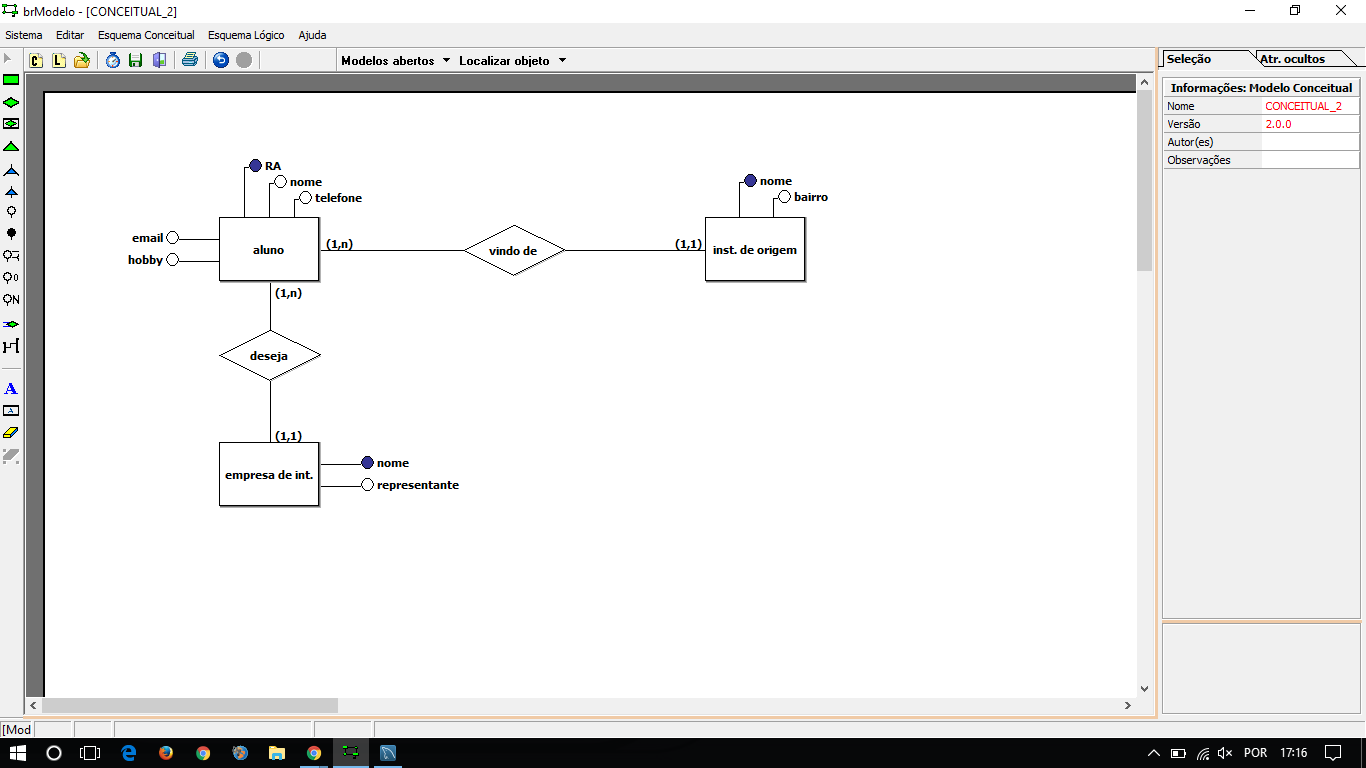 brModelo - [CONCEITUAL_2]
Sistema Editar Esquema Conceitual Esquema Lógico Ajuda
C L Modelos abertos Localizar objeto
Seleção Atr. ocultos
Informações: Modelo Conceitual
Nome CONCEITUAL_2
Versão 2.0.0
Autor(es)
Observações
RA
nome
telefone
email
hobby
aluno
(1,n)
vindo de
(1,1)
nome
bairro
inst. de origem
(1,n)
deseja
(1,1)
empresa de int.
nome
representante
0
N
A
A
[Mod
POR 17:16